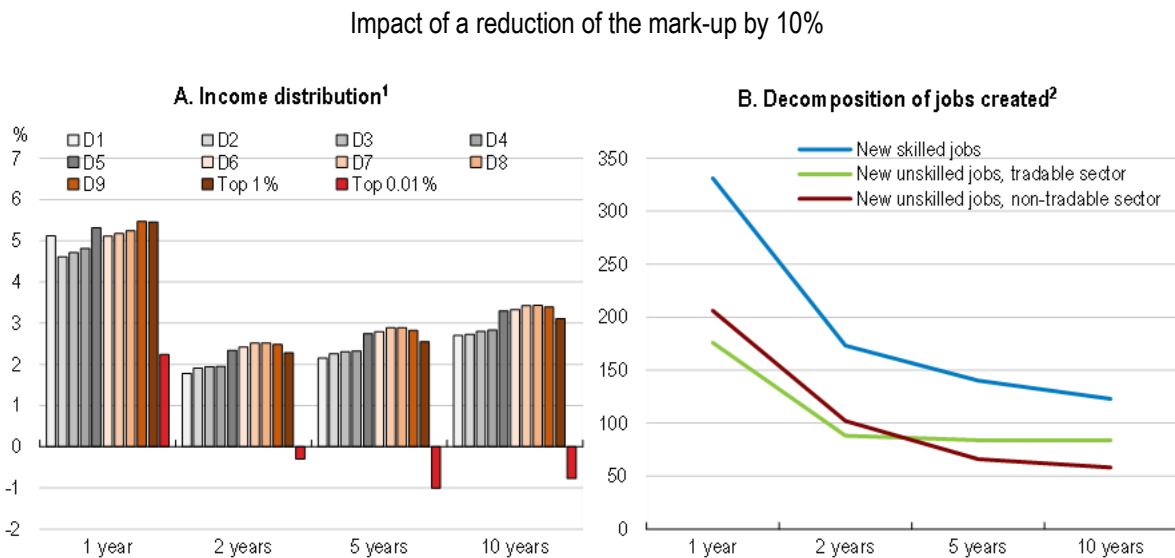 Impact of a reduction of the mark-up by 10%
A. Income distribution1
%
D1 D2 D3 D4
D5 D6 D7 D8
D9 Top 1% Top 0.01%
7
6
5
4
3
2
1
0
-1
-2
1 year 2 years 5 years 10 years
B. Decomposition of jobs created2
New skilled jobs
New unskilled jobs, tradable sector
New unskilled jobs, non-tradable sector
350
300
250
200
150
100
50
0
1 year 2 years 5 years 10 years